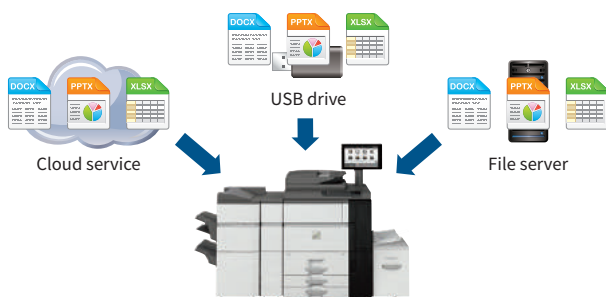 DOCX PPTX XLSX
USB drive
DOCX PPTX XLSX
Cloud service
DOCX PPTX XLSX
File server